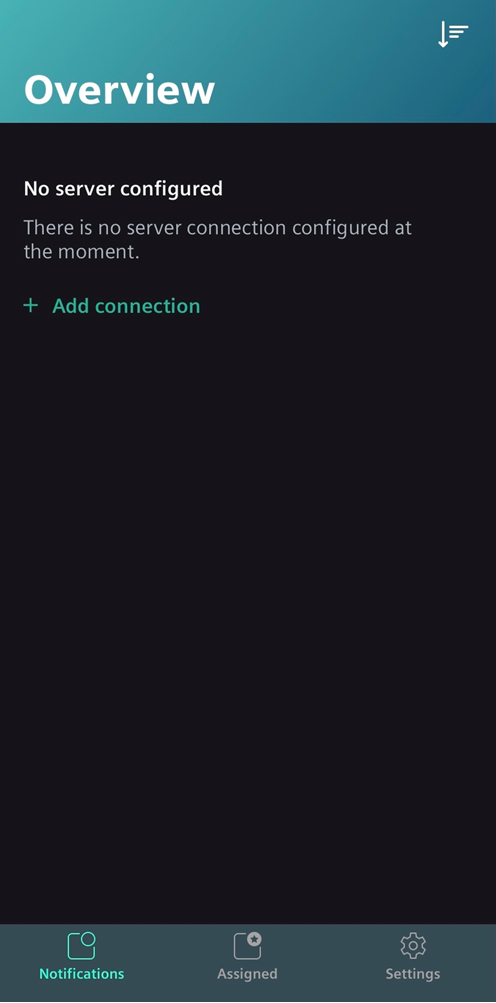 Overview
No server configured
There is no server connection configured at
the moment.
+ Add connection
Notifications
Assigned
Settings